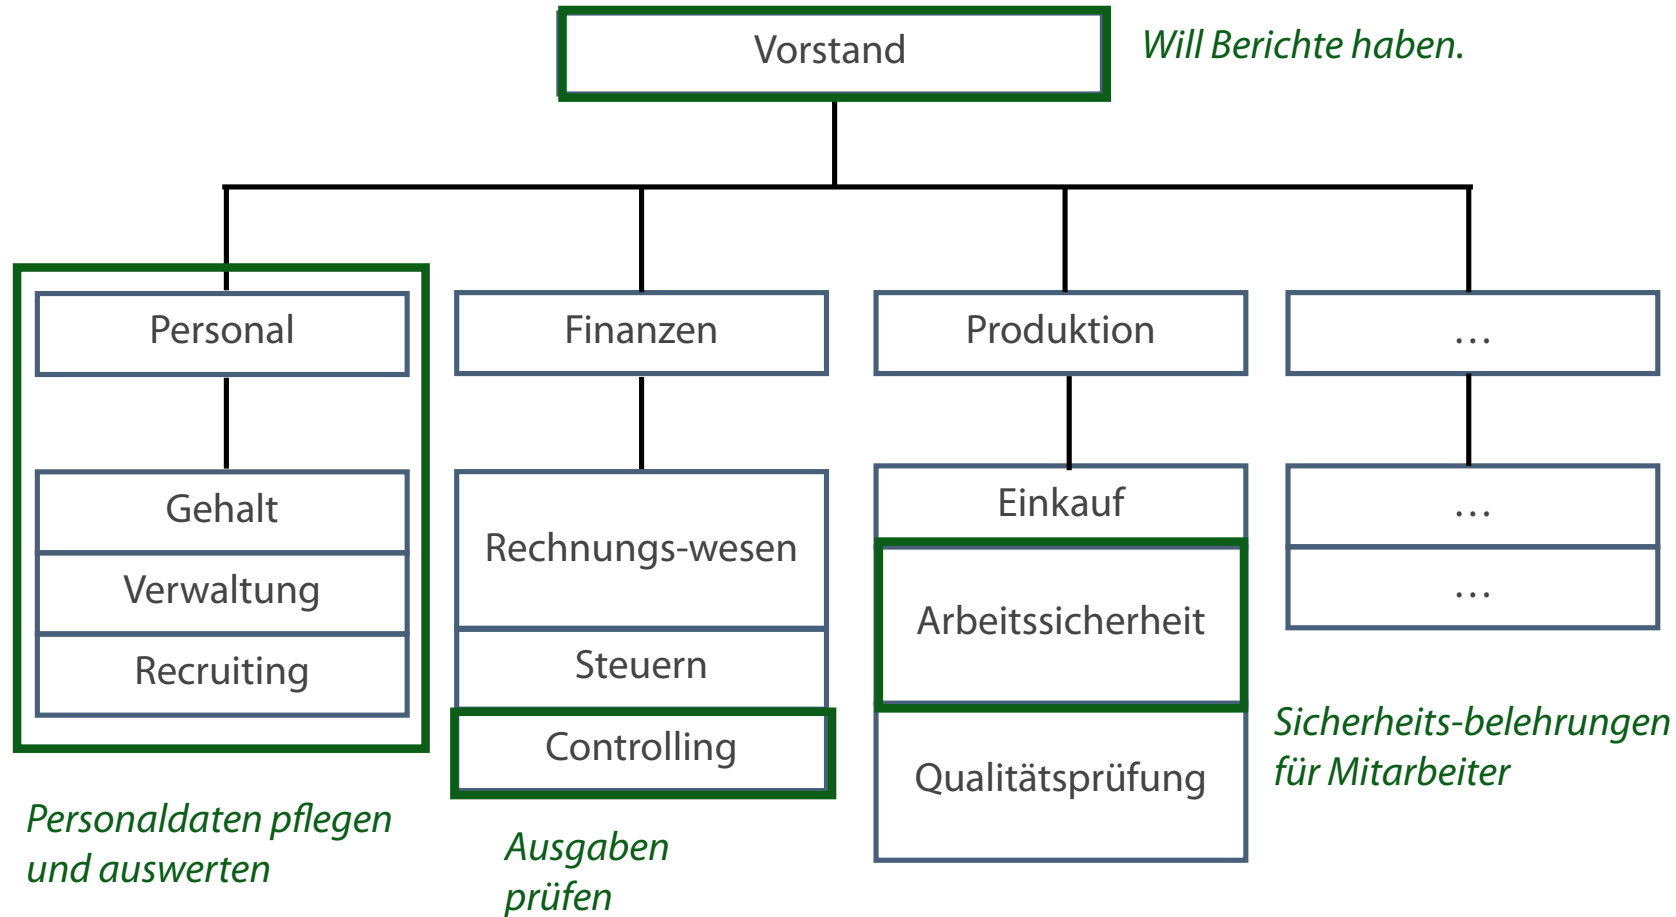 Vorstand
Will Berichte haben.
Personal
Finanzen
Produktion
...
Gehalt
Verwaltung
Recruiting
Rechnungs-wesen
Steuern
Controlling
Einkauf
Arbeitssicherheit
Qualitätsprüfung
...
...
Personaldaten pflegen
und auswerten
Ausgaben
prüfen
Sicherheits-belehrungen
für Mitarbeiter